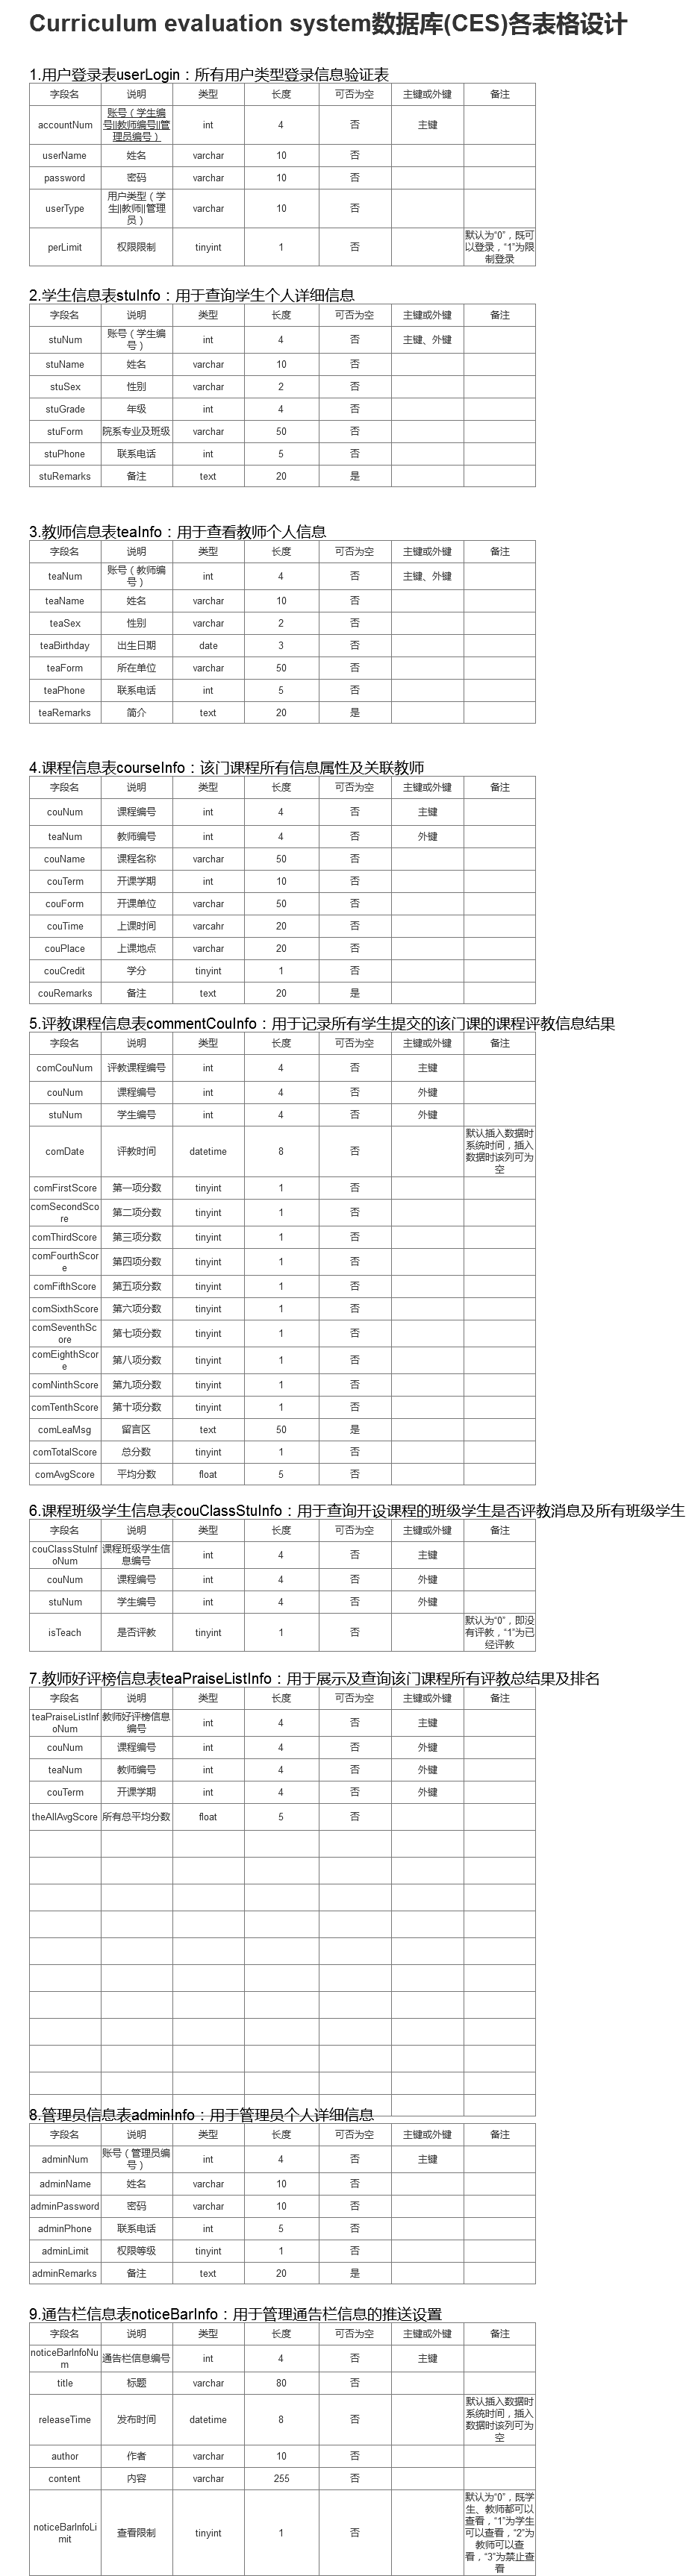 Curriculum evaluation system数据库(CES)各表格设计
1.用户登录表userLogin：所有用户类型登录信息验证表
字段名 说明 类型 长度 可否为空 主键或外键 备注
accountNum 账号（学生编号||教师编号||管理员编号） int 4 否 主键
userName 姓名 varchar 10 否
password 密码 varchar 10 否
userType 用户类型（学生||教师||管理员） varchar 10 否
perLimit 权限限制 tinyint 1 否 默认为“0”，既可以登录，“1”为限制登录
2.学生信息表stuInfo：用于查询学生个人详细信息
字段名 说明 类型 长度 可否为空 主键或外键 备注
stuNum 账号（学生编号） int 4 否 主键、外键
stuName 姓名 varchar 10 否
stuSex 性别 varchar 2 否
stuGrade 年级 int 4 否
stuForm 院系专业及班级 varchar 50 否
stuPhone 联系电话 int 5 否
stuRemarks 备注 text 20 是
3.教师信息表teaInfo：用于查看教师个人信息
字段名 说明 类型 长度 可否为空 主键或外键 备注
teaNum 账号（教师编号） int 4 否 主键、外键
teaName 姓名 varchar 10 否
teaSex 性别 varchar 2 否
teaBirthday 出生日期 date 3 否
teaForm 所在单位 varchar 50 否
teaPhone 联系电话 int 5 否
teaRemarks 简介 text 20 是
4.课程信息表courseInfo：该门课程所有信息属性及关联教师
字段名 说明 类型 长度 可否为空 主键或外键 备注
couNum 课程编号 int 4 否 主键
teaNum 教师编号 int 4 否 外键
couName 课程名称 varchar 50 否
couTerm 开课学期 int 10 否
couForm 开课单位 varchar 50 否
couTime 上课时间 varcahr 20 否
couPlace 上课地点 varchar 20 否
couCredit 学分 tinyint 1 否
couRemarks 备注 text 20 是
5.评教课程信息表commentCouInfo：用于记录所有学生提交的该门课的课程评教信息结果
字段名 说明 类型 长度 可否为空 主键或外键 备注
comCouNum 评教课程编号 int 4 否 主键
couNum 课程编号 int 4 否 外键
stuNum 学生编号 int 4 否 外键
comDate 评教时间 datetime 8 否 默认插入数据时系统时间，插入数据时该列可为空
comFirstScore 第一项分数 tinyint 1 否
comSecondScore 第二项分数 tinyint 1 否
comThirdScore 第三项分数 tinyint 1 否
comFourthScore 第四项分数 tinyint 1 否
comFifthScore 第五项分数 tinyint 1 否
comSixthScore 第六项分数 tinyint 1 否
comSeventhScore 第七项分数 tinyint 1 否
comEighthScore 第八项分数 tinyint 1 否
comNinthScore 第九项分数 tinyint 1 否
comTenthScore 第十项分数 tinyint 1 否
comLeaMsg 留言区 text 50 是
comTotalScore 总分数 tinyint 1 否
comAvgScore 平均分数 float 5 否
6.课程班级学生信息表couClassStuInfo：用于查询开设课程的班级学生是否评教消息及所有班级学生
字段名 说明 类型 长度 可否为空 主键或外键 备注
couClassStuInfoNum 课程班级学生信息编号 int 4 否 主键
couNum 课程编号 int 4 否 外键
stuNum 学生编号 int 4 否 外键
isTeach 是否评教 tinyint 1 否 默认为“0”，即没有评教，“1”为已经评教
7.教师好评榜信息表teaPraiseListInfo：用于展示及查询该门课程所有评教总结果及排名
字段名 说明 类型 长度 可否为空 主键或外键 备注
teaPraiseListInfoNum 教师好评榜信息编号 int 4 否 主键
couNum 课程编号 int 4 否 外键
teaNum 教师编号 int 4 否 外键
couTerm 开课学期 int 4 否 外键
theAllAvgScore 所有总平均分数 float 5 否
8.管理员信息表adminInfo：用于管理员个人详细信息
字段名 说明 类型 长度 可否为空 主键或外键 备注
adminNum 账号（管理员编号） int 4 否 主键
adminName 姓名 varchar 10 否
adminPassword 密码 varchar 10 否
adminPhone 联系电话 int 5 否
adminLimit 权限等级 tinyint 1 否
adminRemarks 备注 text 20 是
9.通告栏信息表noticeBarInfo：用于管理通告栏信息的推送设置
字段名 说明 类型 长度 可否为空 主键或外键 备注
noticeBarInfoNum 通告栏信息编号 int 4 否 主键
title 标题 varchar 80 否
releaseTime 发布时间 datetime 8 否 默认插入数据时系统时间，插入数据时该列可为空
author 作者 varchar 10 否
content 内容 varchar 255 否
noticeBarInfoLimit 查看限制 tinyint 1 否 默认为“0”，既学生、教师都可以查看，“1”为学生可以查看，“2”为教师可以查看，“3”为禁止查看